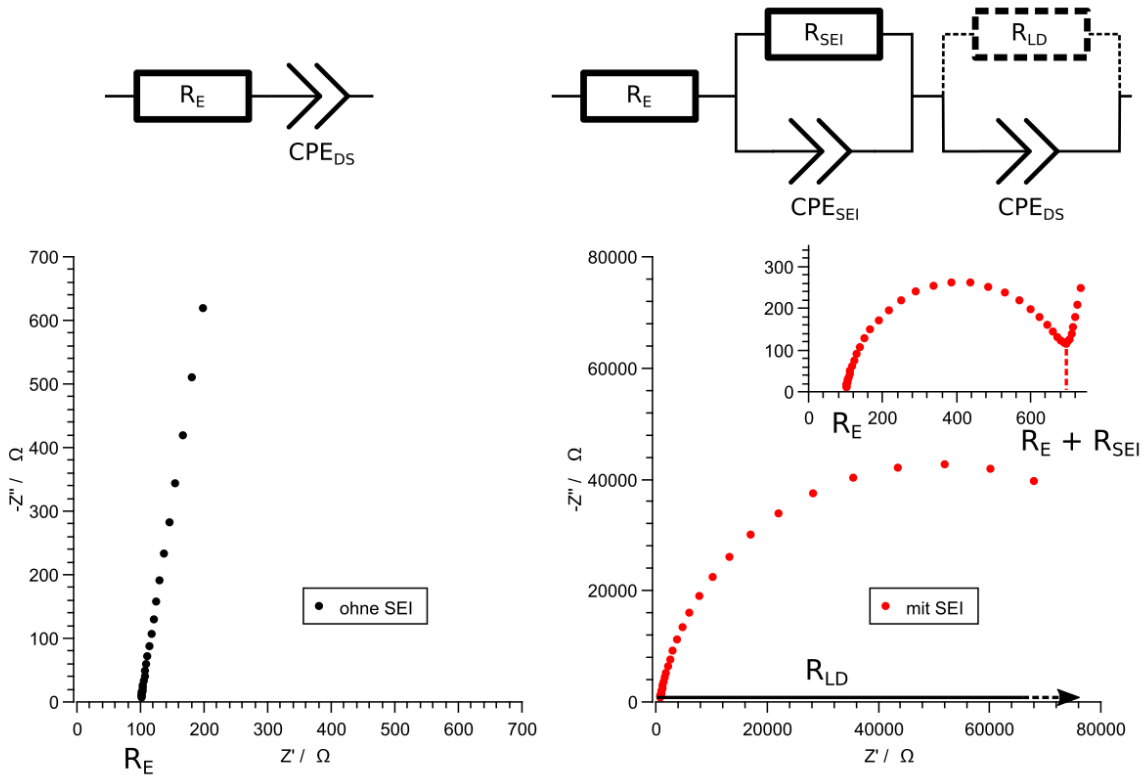 R_E
CPE_DS
R_E
R_SEI
CPE_SEI
R_LD
CPE_DS
700
600
500
400
300
200
100
0
-Z'' / Ω
0
100
200
300
400
500
600
700
Z' / Ω
R_E
ohne SEI
80000
60000
40000
20000
0
-Z'' / Ω
0
20000
40000
60000
80000
Z' / Ω
mit SEI
R_LD
300
200
100
0
0
200
400
600
R_E
R_E + R_SEI